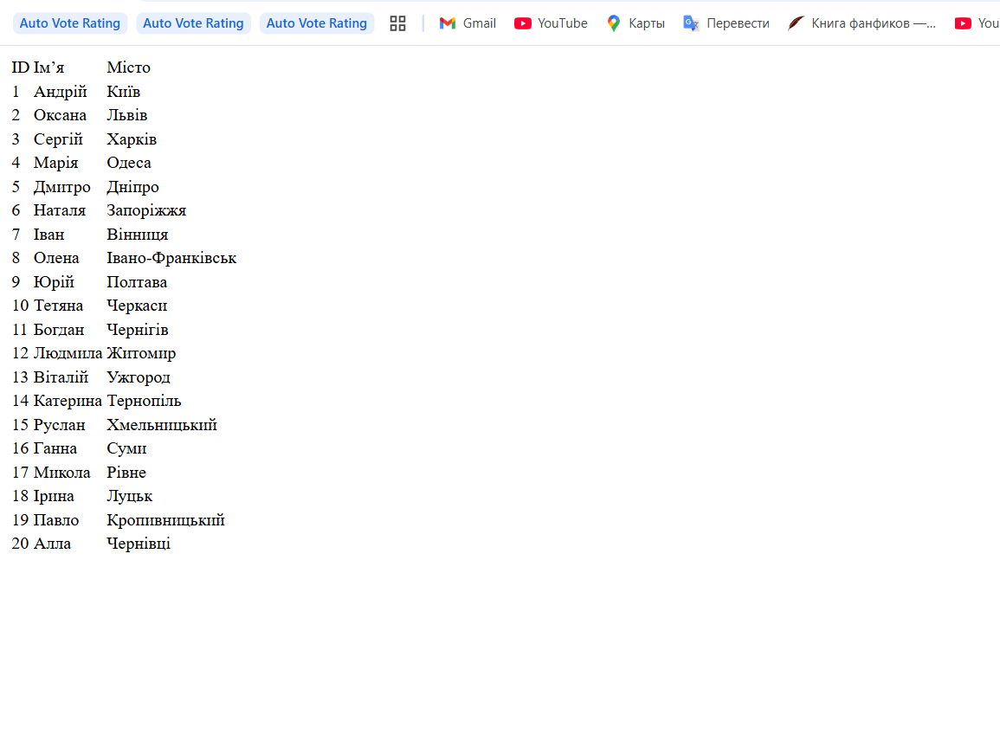 Auto Vote Rating Auto Vote Rating Auto Vote Rating Gmail YouTube Карты Перевести Книга фанфиков —... You
ID Ім’я Місто
1 Андрій Київ
2 Оксана Львів
3 Сергій Харків
4 Марія Одеса
5 Дмитро Дніпро
6 Наталя Запоріжжя
7 Іван Вінниця
8 Олена Івано-Франківськ
9 Юрій Полтава
10 Тетяна Черкаси
11 Богдан Чернігів
12 Людмила Житомир
13 Віталій Ужгород
14 Катерина Тернопіль
15 Руслан Хмельницький
16 Ганна Суми
17 Микола Рівне
18 Ірина Луцьк
19 Павло Кропивницький
20 Алла Чернівці